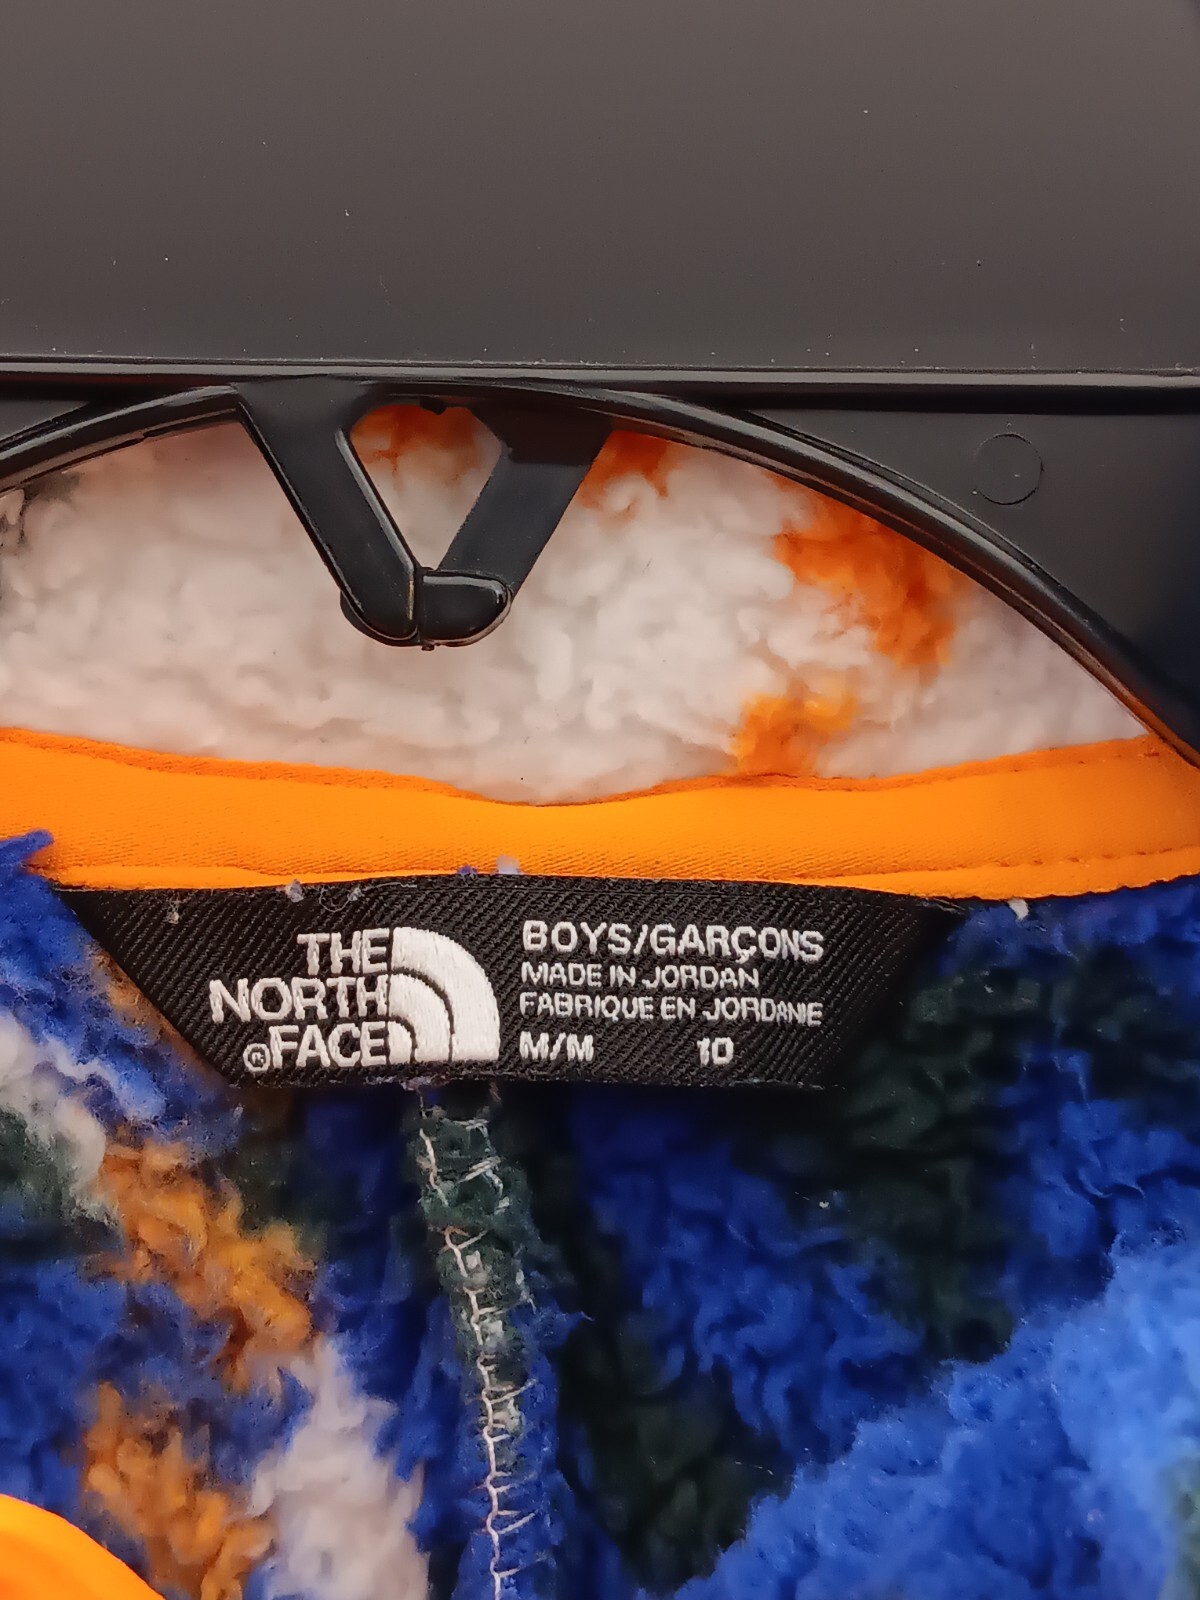 THE
NORTH
®FACE
BOYS/GARÇONS
MADE IN JORDAN
FABRIQUE EN JORDANIE
M/M 10